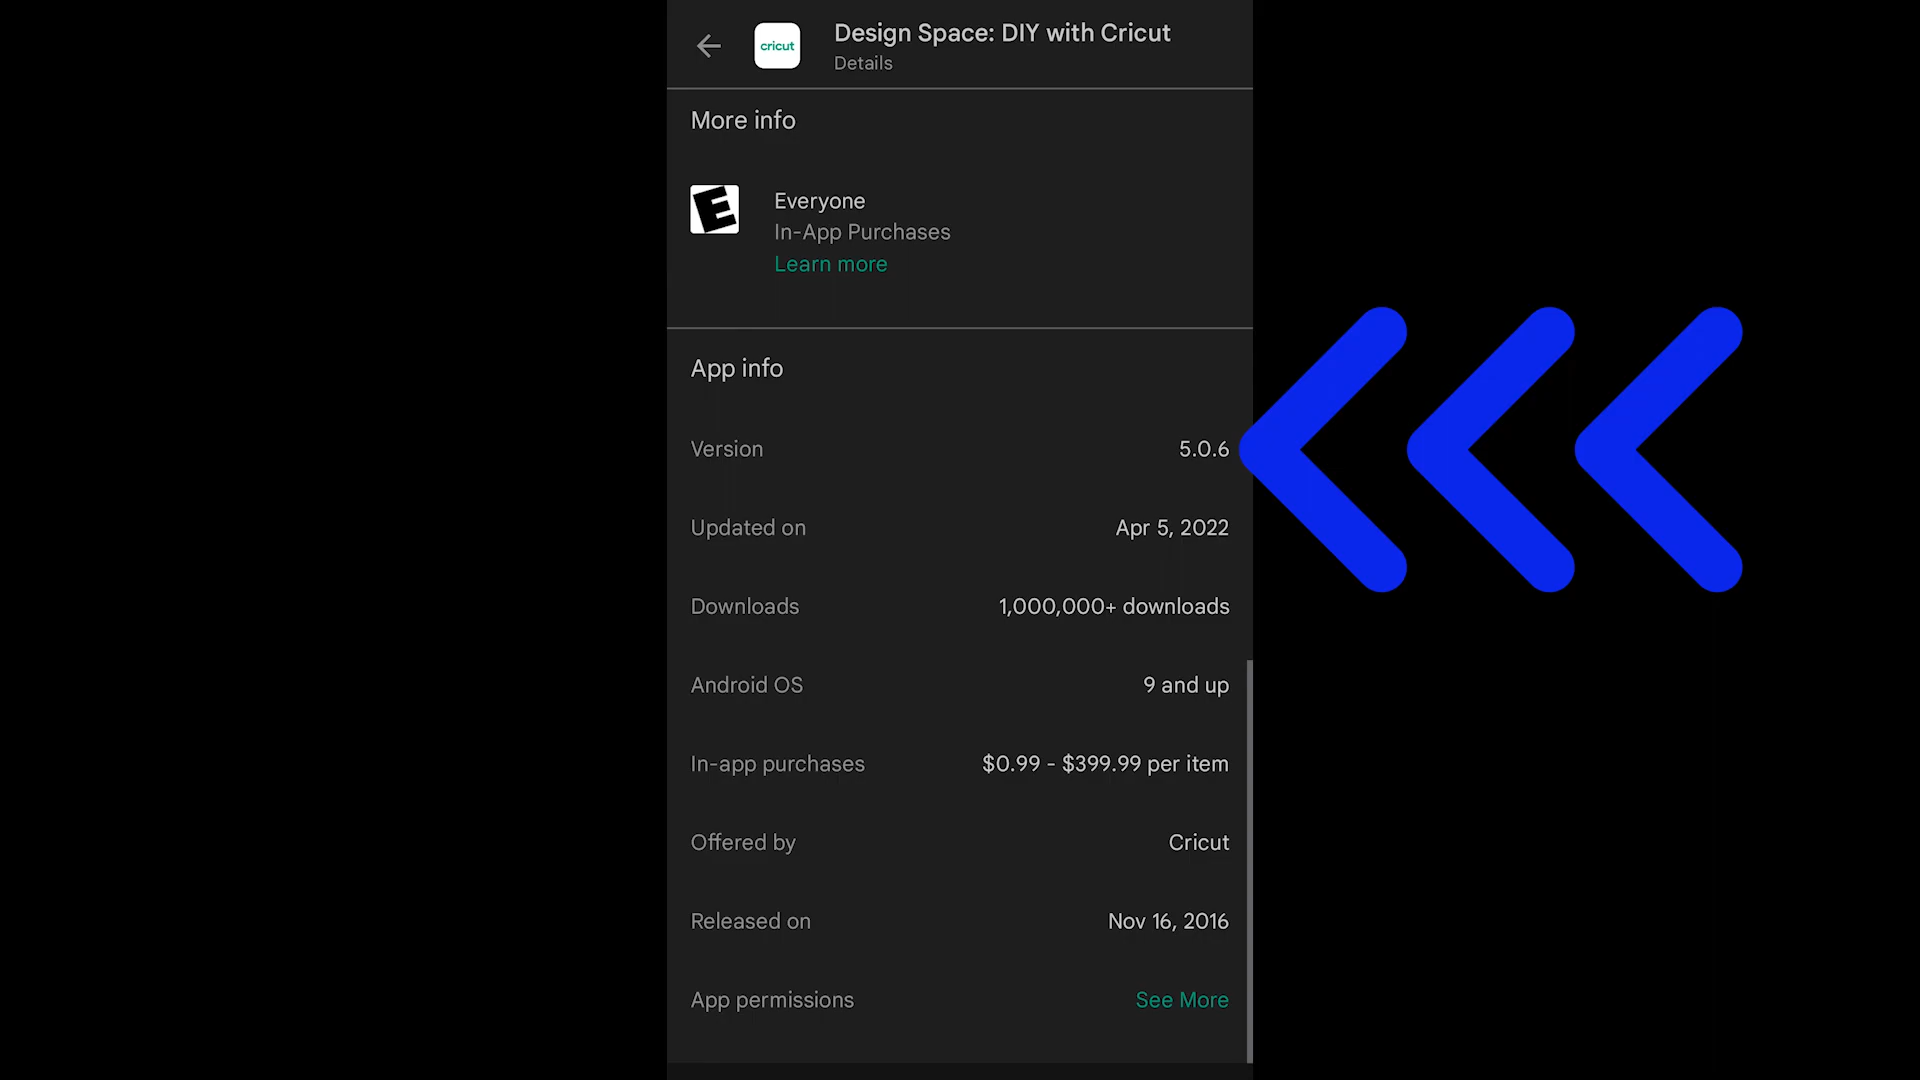 Design Space: DIY with Cricut
cricut
Details
More info
E
Everyone
In-App Purchases
Learn more
App info
Version 5.0.6
Updated on Apr 5, 2022
Downloads 1,000,000+ downloads
Android OS 9 and up
In-app purchases $0.99 - $399.99 per item
Offered by Cricut
Released on Nov 16, 2016
App permissions See More